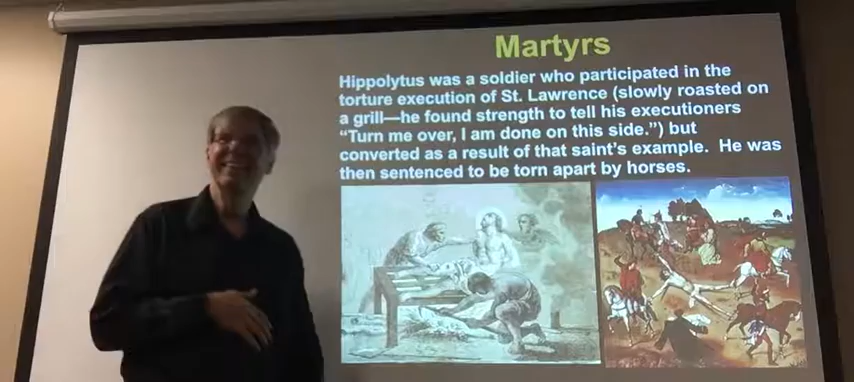 Martyrs
Hippolytus was a soldier who participated in the
torture execution of St. Lawrence (slowly roasted on
a grill—he found strength to tell his executioners
“Turn me over, I am done on this side.”) but
converted as a result of that saint’s example.  He was
then sentenced to be torn apart by horses.